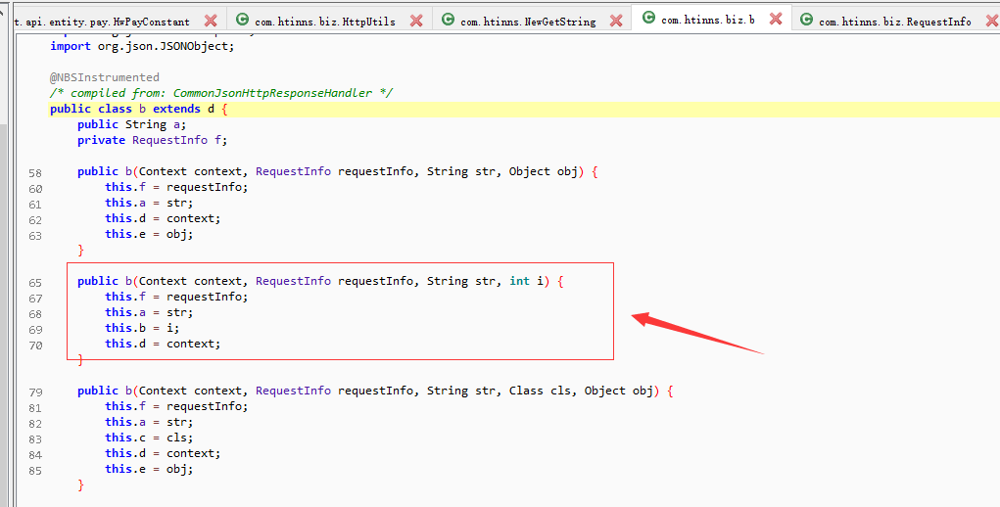 t.api.entity.pay.HwPayConstant com.htinns.biz.HttpUtils com.htinns.NewGetString com.htinns.biz.b com.htinns.biz.RequestInfo
import org.json.JSONObject;
@NBSInstrumented
/* compiled from: CommonJsonHttpResponseHandler */
public class b extends d {
public String a;
private RequestInfo f;
58 public b(Context context, RequestInfo requestInfo, String str, Object obj) {
60 this.f = requestInfo;
61 this.a = str;
62 this.d = context;
63 this.e = obj;
}
65 public b(Context context, RequestInfo requestInfo, String str, int i) {
67 this.f = requestInfo;
68 this.a = str;
69 this.b = i;
70 this.d = context;
}
79 public b(Context context, RequestInfo requestInfo, String str, Class cls, Object obj) {
81 this.f = requestInfo;
82 this.a = str;
83 this.c = cls;
84 this.d = context;
85 this.e = obj;
}